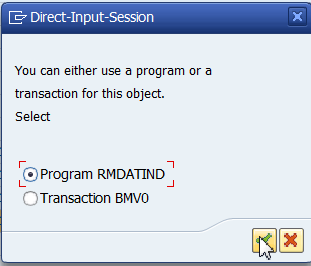 Direct-Input-Session
You can either use a program or a
transaction for this object.
Select
Program RMDATIND
Transaction BMV0